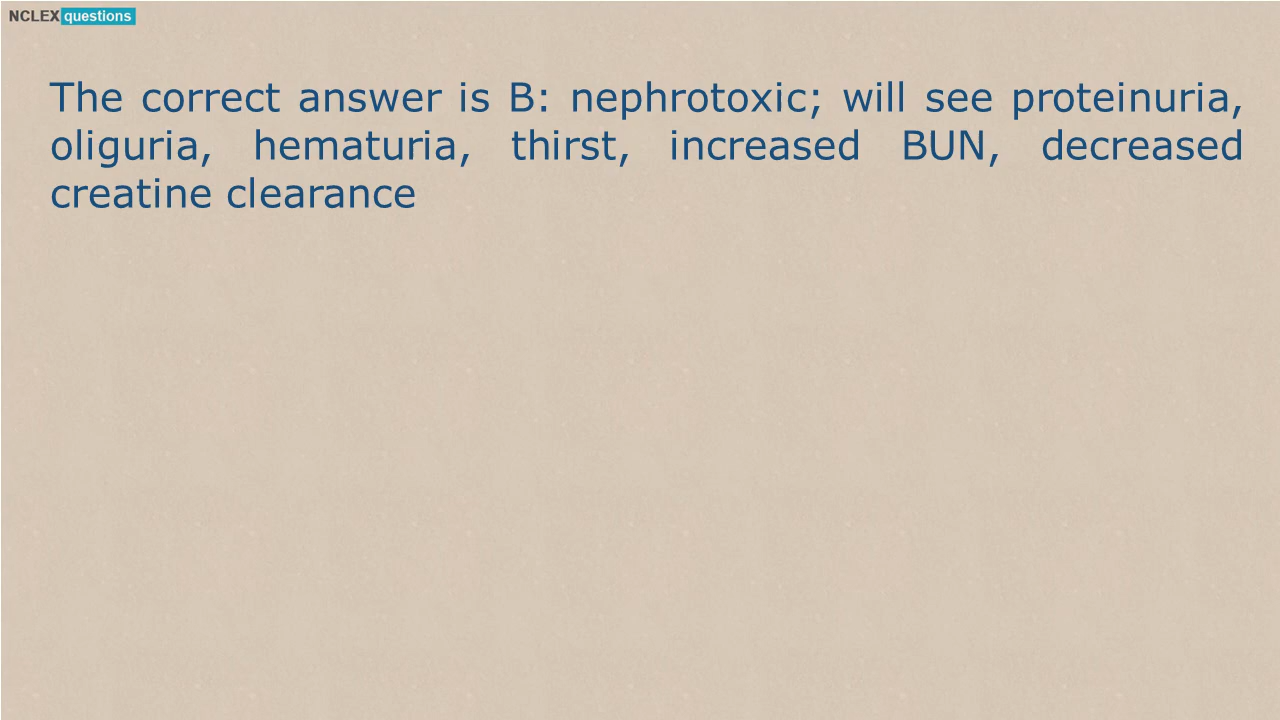 NCLEX questions
The correct answer is B: nephrotoxic; will see proteinuria,
oliguria, hematuria, thirst, increased BUN, decreased
creatine clearance